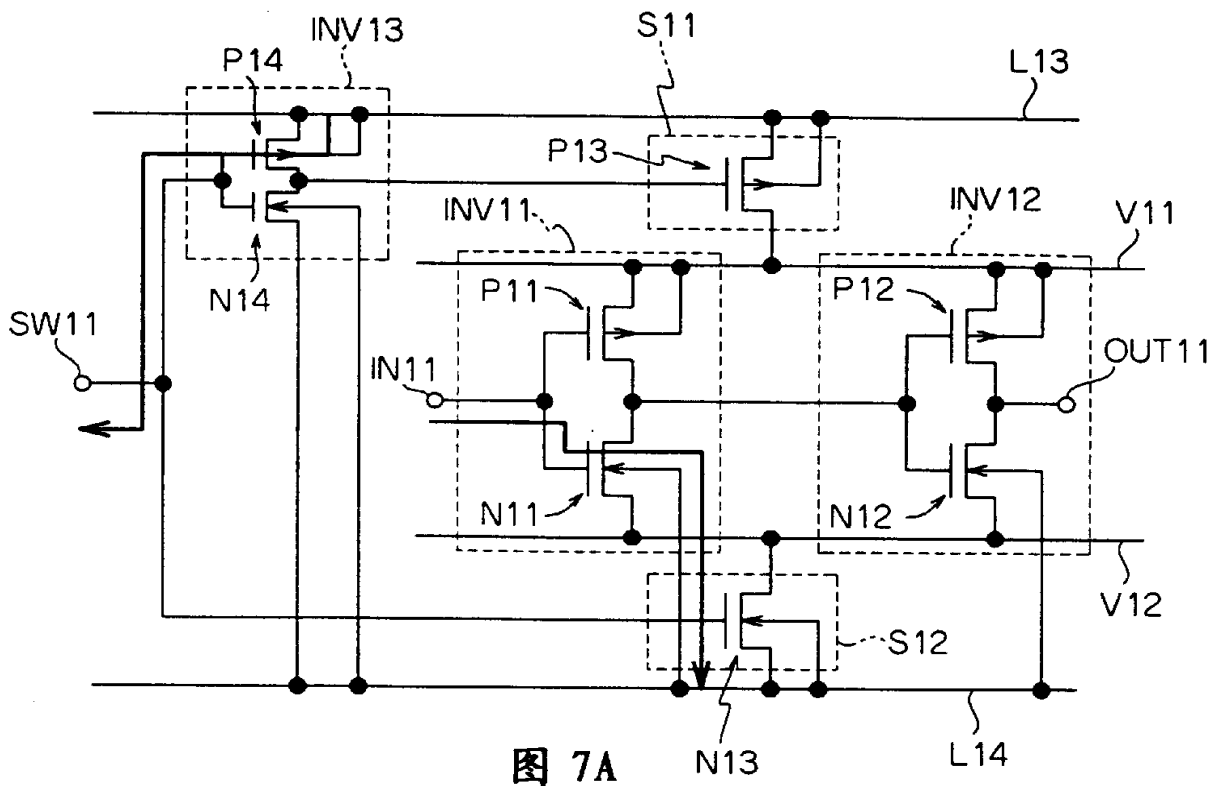 INV13
S11
P14
L13
P13
INV11
INV12
V11
N14
P11
P12
SW11
IN11
OUT11
N11
N12
V12
S12
N13
L14
图 7A